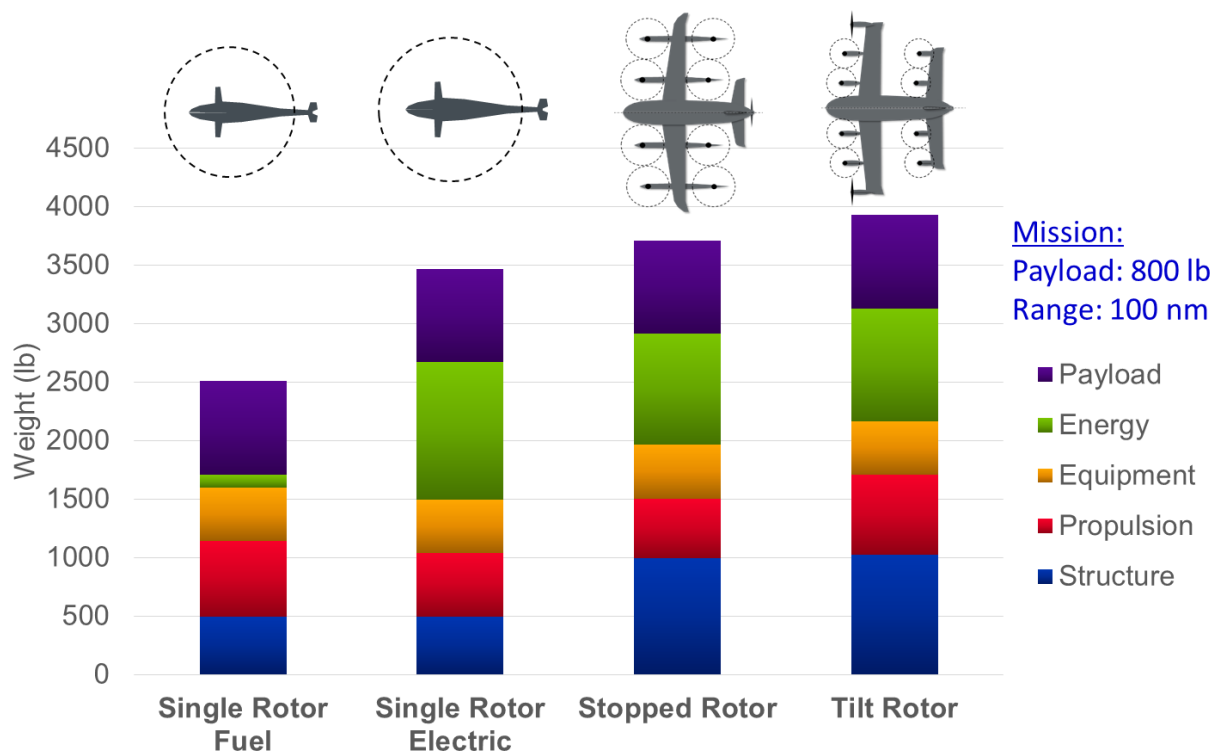 4500
4000
3500
3000
2500
2000
1500
1000
500
0
Weight (lb)
Single Rotor
Fuel
Single Rotor
Electric
Stopped Rotor
Tilt Rotor
Mission:
Payload: 800 lb
Range: 100 nm
Payload
Energy
Equipment
Propulsion
Structure